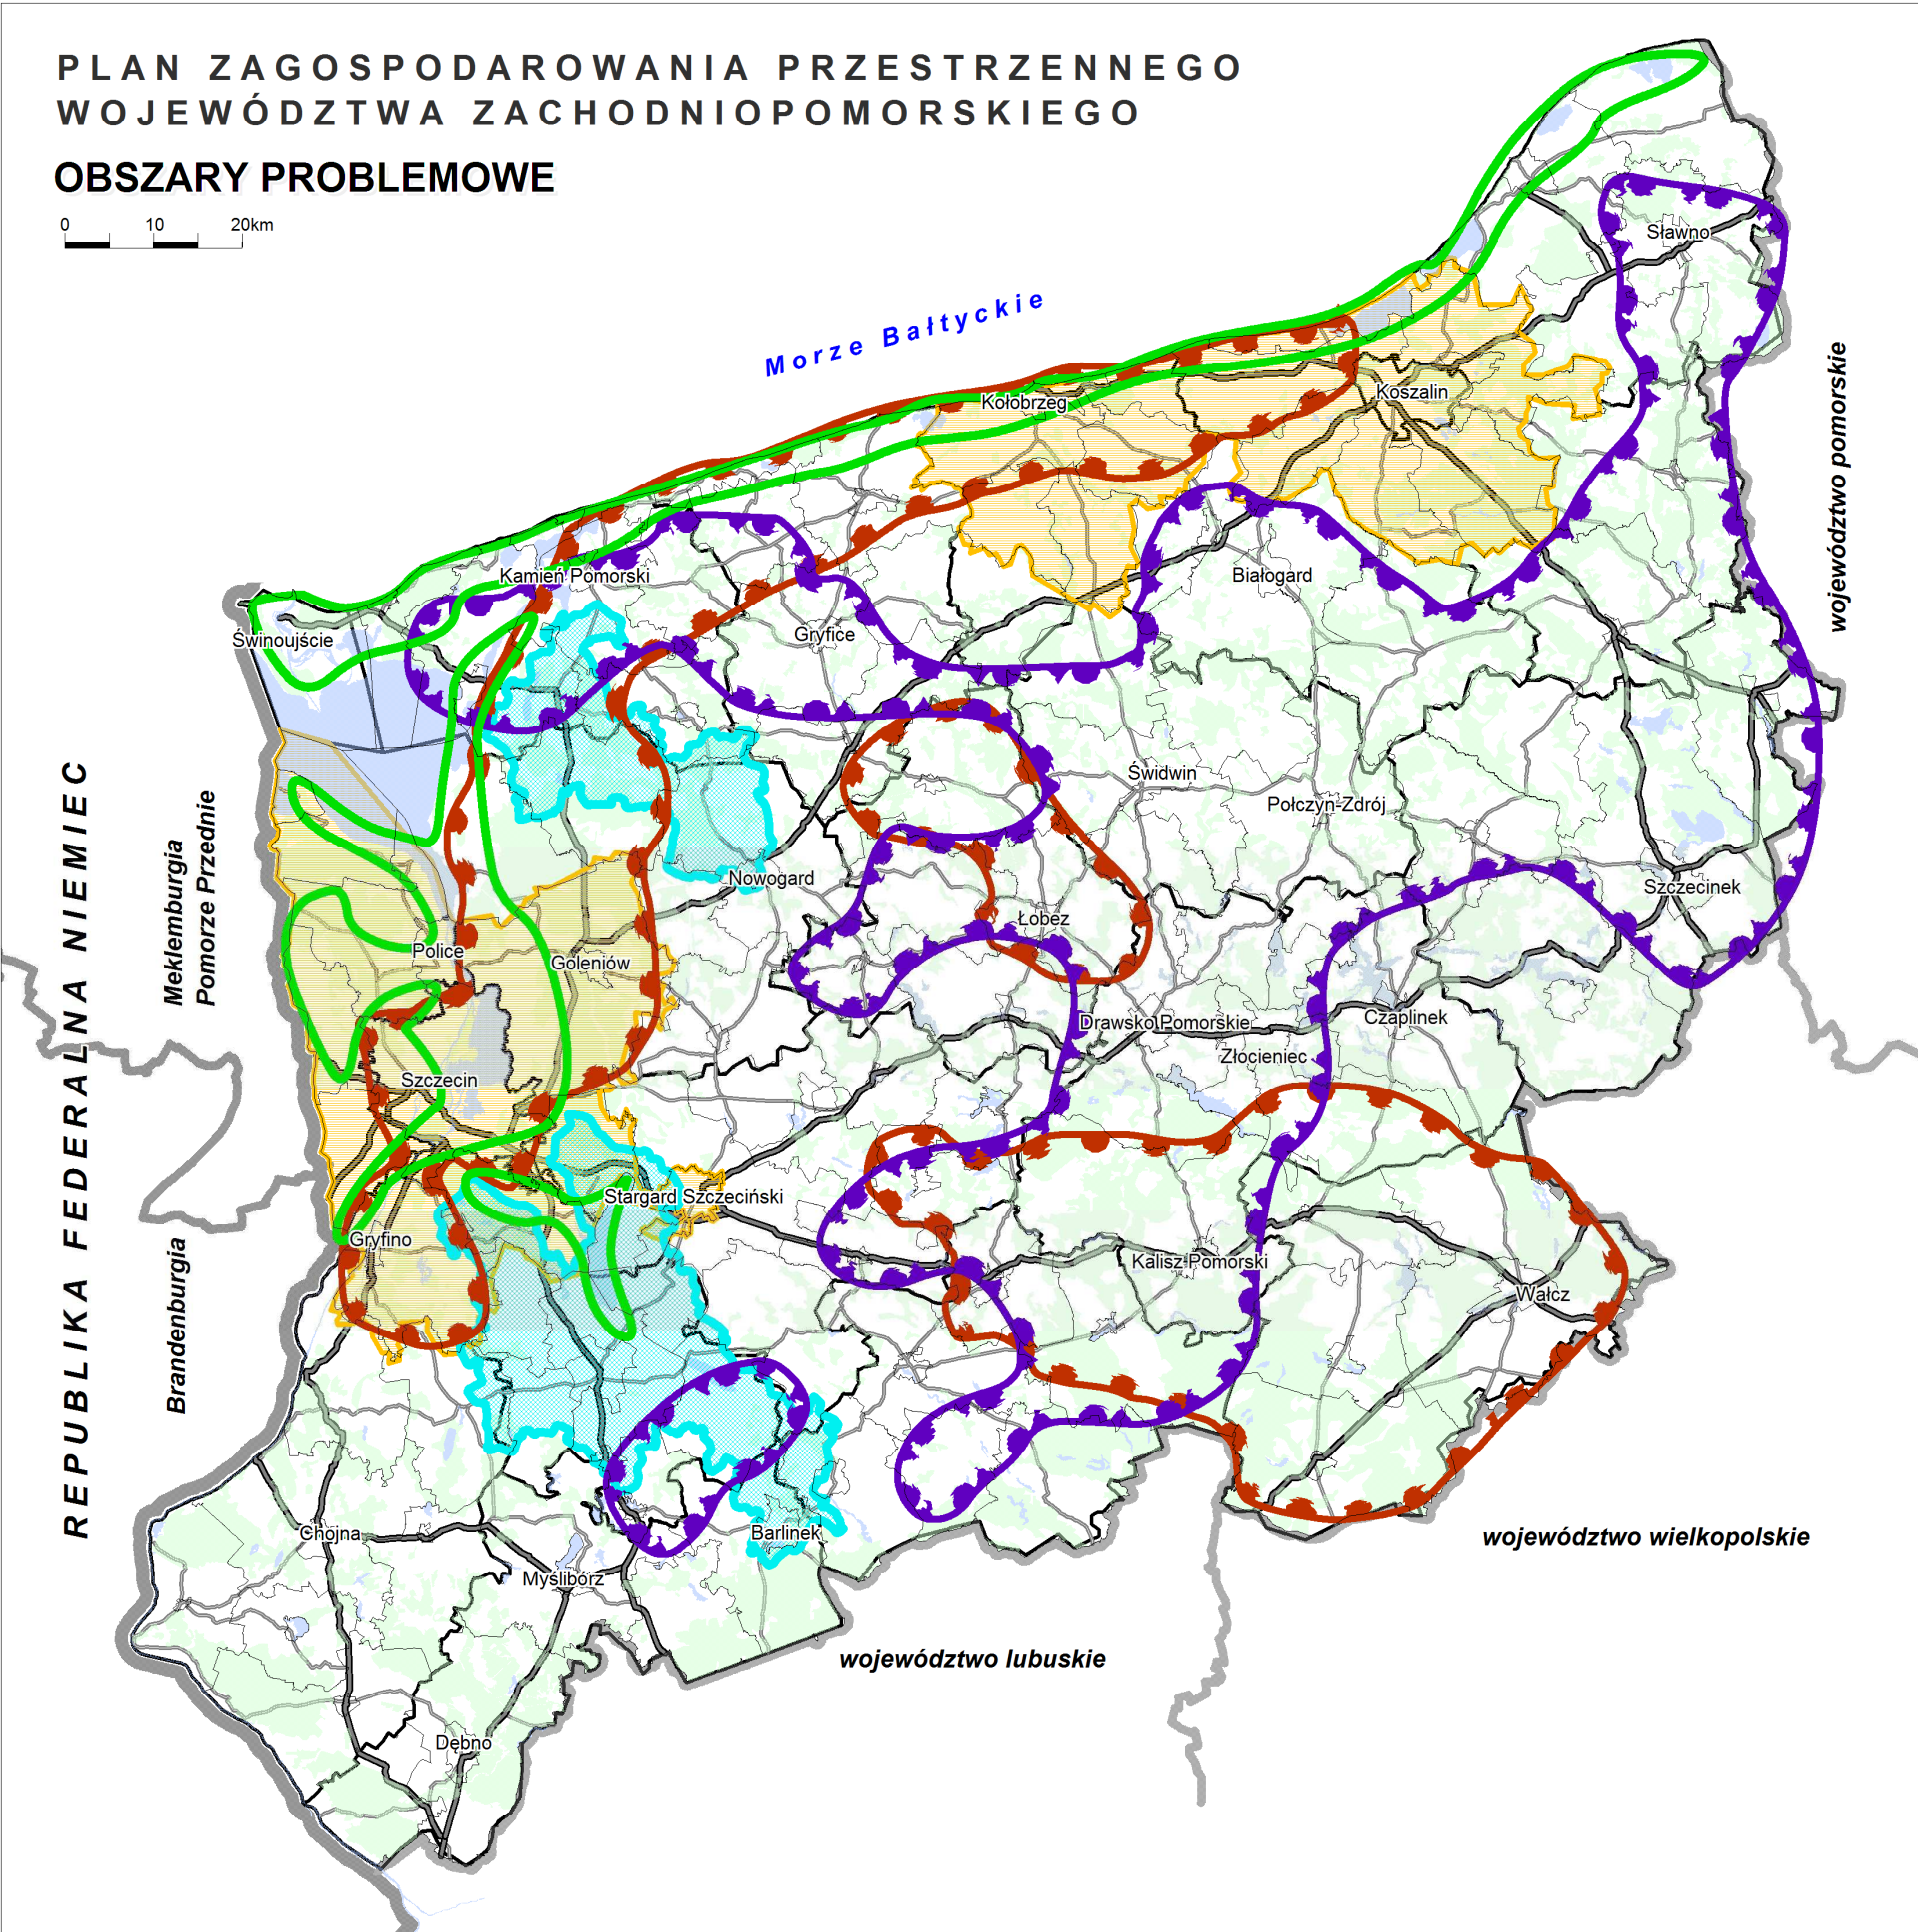 PLAN ZAGOSPODAROWANIA PRZESTRZENNEGO
WOJEWÓDZTWA ZACHODNIOPOMORSKIEGO
OBSZARY PROBLEMOWE
0 10 20km
Morze Bałtyckie
Sławno
województwo pomorskie
Koszalin
Kołobrzeg
Kamień Pomorski
Białogard
Świnoujście
Gryfice
Świdwin
Połczyn-Zdrój
Nowogard
Szczecinek
Łobez
REPUBLIKA FEDERALNA NIEMIEC
Meklemburgia
Pomorze Przednie
Police
Goleniów
Drawsko Pomorskie
Czaplinek
Złocieniec
Szczecin
Stargard Szczeciński
Gryfino
Brandenburgia
Kalisz Pomorski
Wałcz
Chojna
Barlinek
województwo wielkopolskie
Myślibórz
województwo lubuskie
Dębno